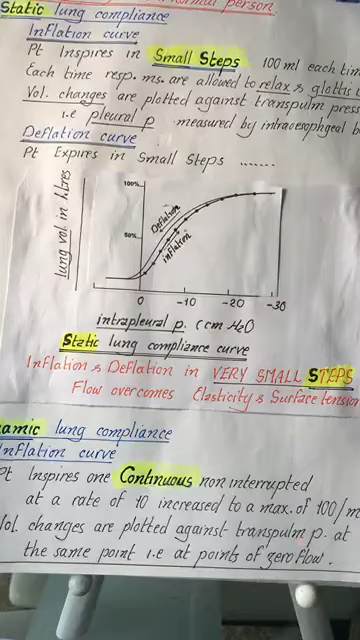 normal person
Static lung compliance
Inflation curve
Pt Inspires in Small Steps 100 ml each tim
Each time resp. ms. are allowed to relax & glottis
Vol. changes are plotted against transpulm press
i.e pleural p measured by intraoesophgeal b
Deflation curve
Pt Expires in Small Steps .......
100%
50%
lung vol. in litres
Deflation
inflation
0 -10 -20 -30
intrapleural p. (cm H2O
Static lung compliance curve
Inflation & Deflation in VERY SMALL STEPS
Flow overcomes Elasticity & Surface tension
amic lung compliance
Inflation curve
Pt Inspires one Continuous non interrupted
at a rate of 10 increased to a max. of 100/m
Vol. changes are plotted against transpulm p. at
the same point i.e at points of zero flow.